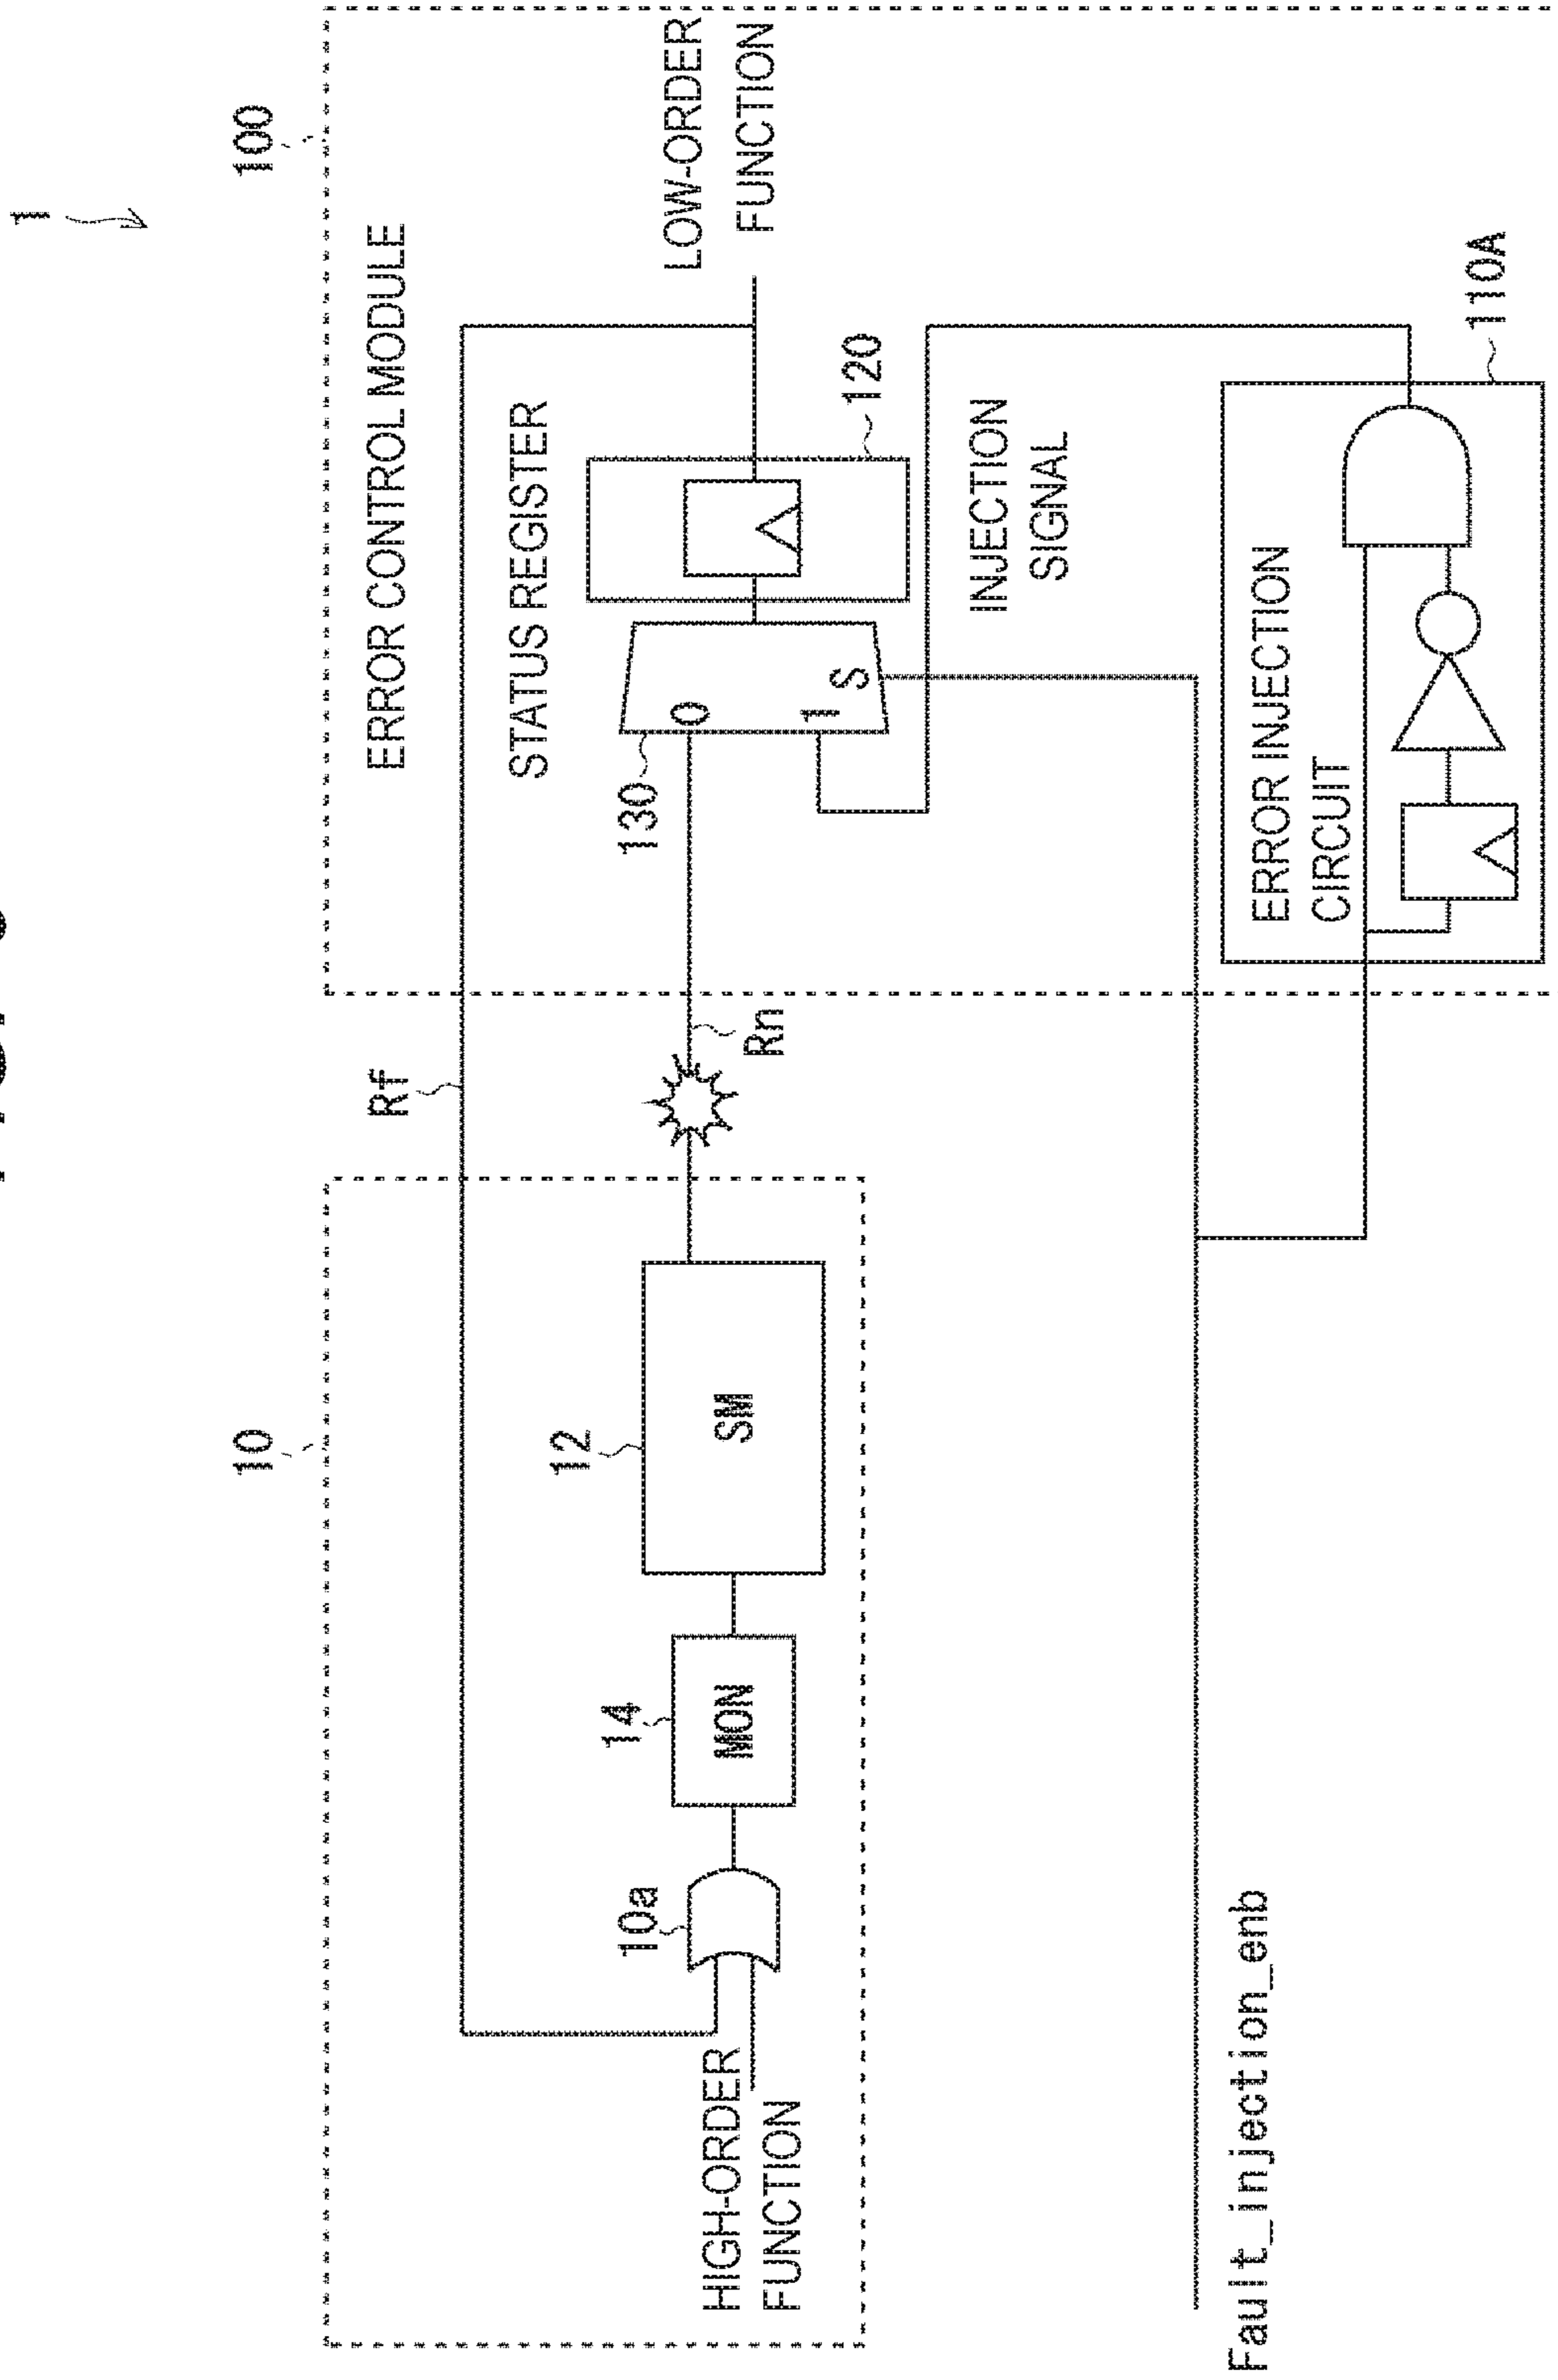 1
100
10
ERROR CONTROL MODULE
Rf
STATUS REGISTER
LOW-ORDER
FUNCTION
12
SM
14
MON
10a
HIGH-ORDER
FUNCTION
Rn
130
0
1
S
120
INJECTION
SIGNAL
ERROR INJECTION
CIRCUIT
110A
Fault_injection_enb